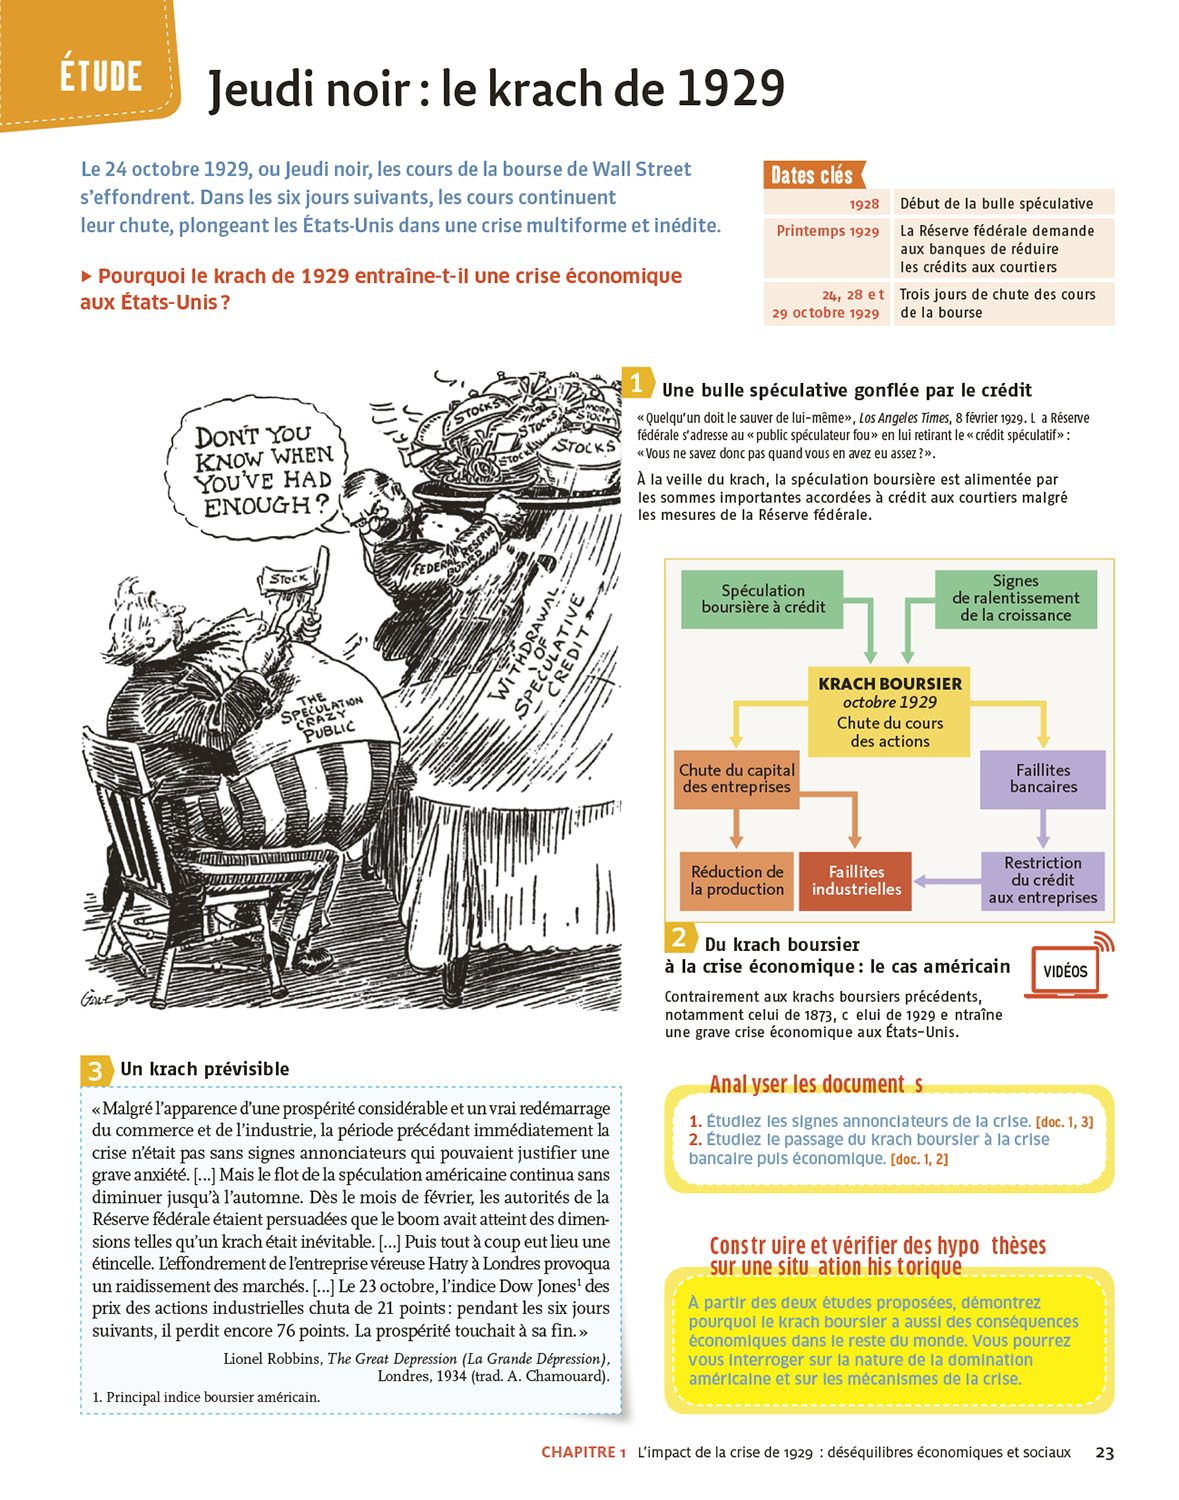 ÉTUDE
Jeudi noir : le krach de 1929
Le 24 octobre 1929, ou Jeudi noir, les cours de la bourse de Wall Street
s'effondrent. Dans les six jours suivants, les cours continuent
leur chute, plongeant les États-Unis dans une crise multiforme et inédite.
▶ Pourquoi le krach de 1929 entraîne-t-il une crise économique
aux États-Unis ?
Dates clés
1928 Début de la bulle spéculative
Printemps 1929 La Réserve fédérale demande
aux banques de réduire
les crédits aux courtiers
24, 28 e t Trois jours de chute des cours
29 oc tobre 1929 de la bourse
DON'T YOU
KNOW WHEN
YOU'VE HAD
ENOUGH?
STOCKS
STOCKS
MORE
STOCKS
STOCKS
STOCKS
FEDERAL RESERVE
BOARD
STOCK
WITHDRAWAL
OF
SPECULATIVE
CREDIT
THE
SPECULATION
CRAZY
PUBLIC
GALE
1 Une bulle spéculative gonflée par le crédit
« Quelqu'un doit le sauver de lui-même», Los Angeles Times, 8 février 1929. L a Réserve
fédérale s'adresse au « public spéculateur fou» en lui retirant le « crédit spéculatif» :
«Vous ne savez donc pas quand vous en avez eu assez ?».
À la veille du krach, la spéculation boursière est alimentée par
les sommes importantes accordées à crédit aux courtiers malgré
les mesures de la Réserve fédérale.
Spéculation
boursière à crédit
Signes
de ralentissement
de la croissance
KRACH BOURSIER
octobre 1929
Chute du cours
des actions
Chute du capital
des entreprises
Faillites
bancaires
Réduction de
la production
Faillites
industrielles
Restriction
du crédit
aux entreprises
2 Du krach boursier
à la crise économique : le cas américain
Contrairement aux krachs boursiers précédents,
notamment celui de 1873, c elui de 1929 e ntraîne
une grave crise économique aux États-Unis.
VIDÉOS
3 Un krach prévisible
« Malgré l'apparence d'une prospérité considérable et un vrai redémarrage
du commerce et de l'industrie, la période précédant immédiatement la
crise n'était pas sans signes annonciateurs qui pouvaient justifier une
grave anxiété. [...] Mais le flot de la spéculation américaine continua sans
diminuer jusqu'à l'automne. Dès le mois de février, les autorités de la
Réserve fédérale étaient persuadées que le boom avait atteint des dimen-
sions telles qu'un krach était inévitable. [...] Puis tout à coup eut lieu une
étincelle. L'effondrement de l'entreprise véreuse Hatry à Londres provoqua
un raidissement des marchés. [...] Le 23 octobre, l'indice Dow Jones¹ des
prix des actions industrielles chuta de 21 points : pendant les six jours
suivants, il perdit encore 76 points. La prospérité touchait à sa fin. »
Lionel Robbins, The Great Depression (La Grande Dépression),
Londres, 1934 (trad. A. Chamouard).
1. Principal indice boursier américain.
Anal yser les document s
1. Étudiez les signes annonciateurs de la crise. [doc. 1, 3]
2. Étudiez le passage du krach boursier à la crise
bancaire puis économique. [doc. 1, 2]
Constr uire et vérifier des hypo thèses
sur une situ ation his torique
À partir des deux études proposées, démontrez
pourquoi le krach boursier a aussi des conséquences
économiques dans le reste du monde. Vous pourrez
vous interroger sur la nature de la domination
américaine et sur les mécanismes de la crise.
CHAPITRE 1 L'impact de la crise de 1929 : déséquilibres économiques et sociaux 23